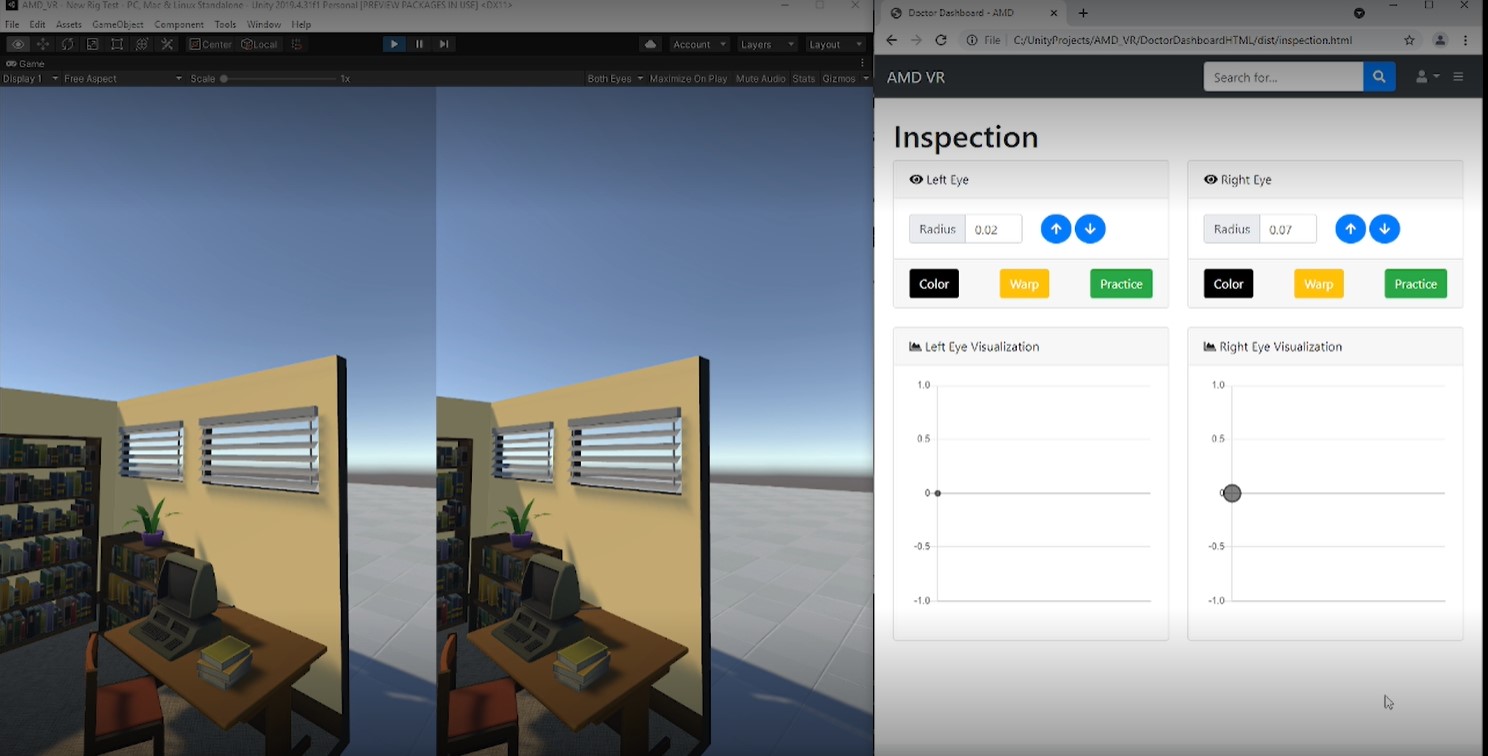 AMD_VR - New Rig Test - PC, Mac & Linux Standalone - Unity 2019.4.31f1 Personal [PREVIEW PACKAGES IN USE] <DX11>
File Edit Assets GameObject Component Tools Window Help
Center Local Account Layers Layout
Game
Display 1 Free Aspect Scale 1x Both Eyes Maximize On Play Mute Audio Stats Gizmos
Doctor Dashboard - AMD
File C:/UnityProjects/AMD_VR/DoctorDashboardHTML/dist/inspection.html
AMD VR Search for...
Inspection
Left Eye
Radius 0.02
Color Warp Practice
Right Eye
Radius 0.07
Color Warp Practice
Left Eye Visualization
1.0
0.5
0
-0.5
-1.0
Right Eye Visualization
1.0
0.5
0
-0.5
-1.0